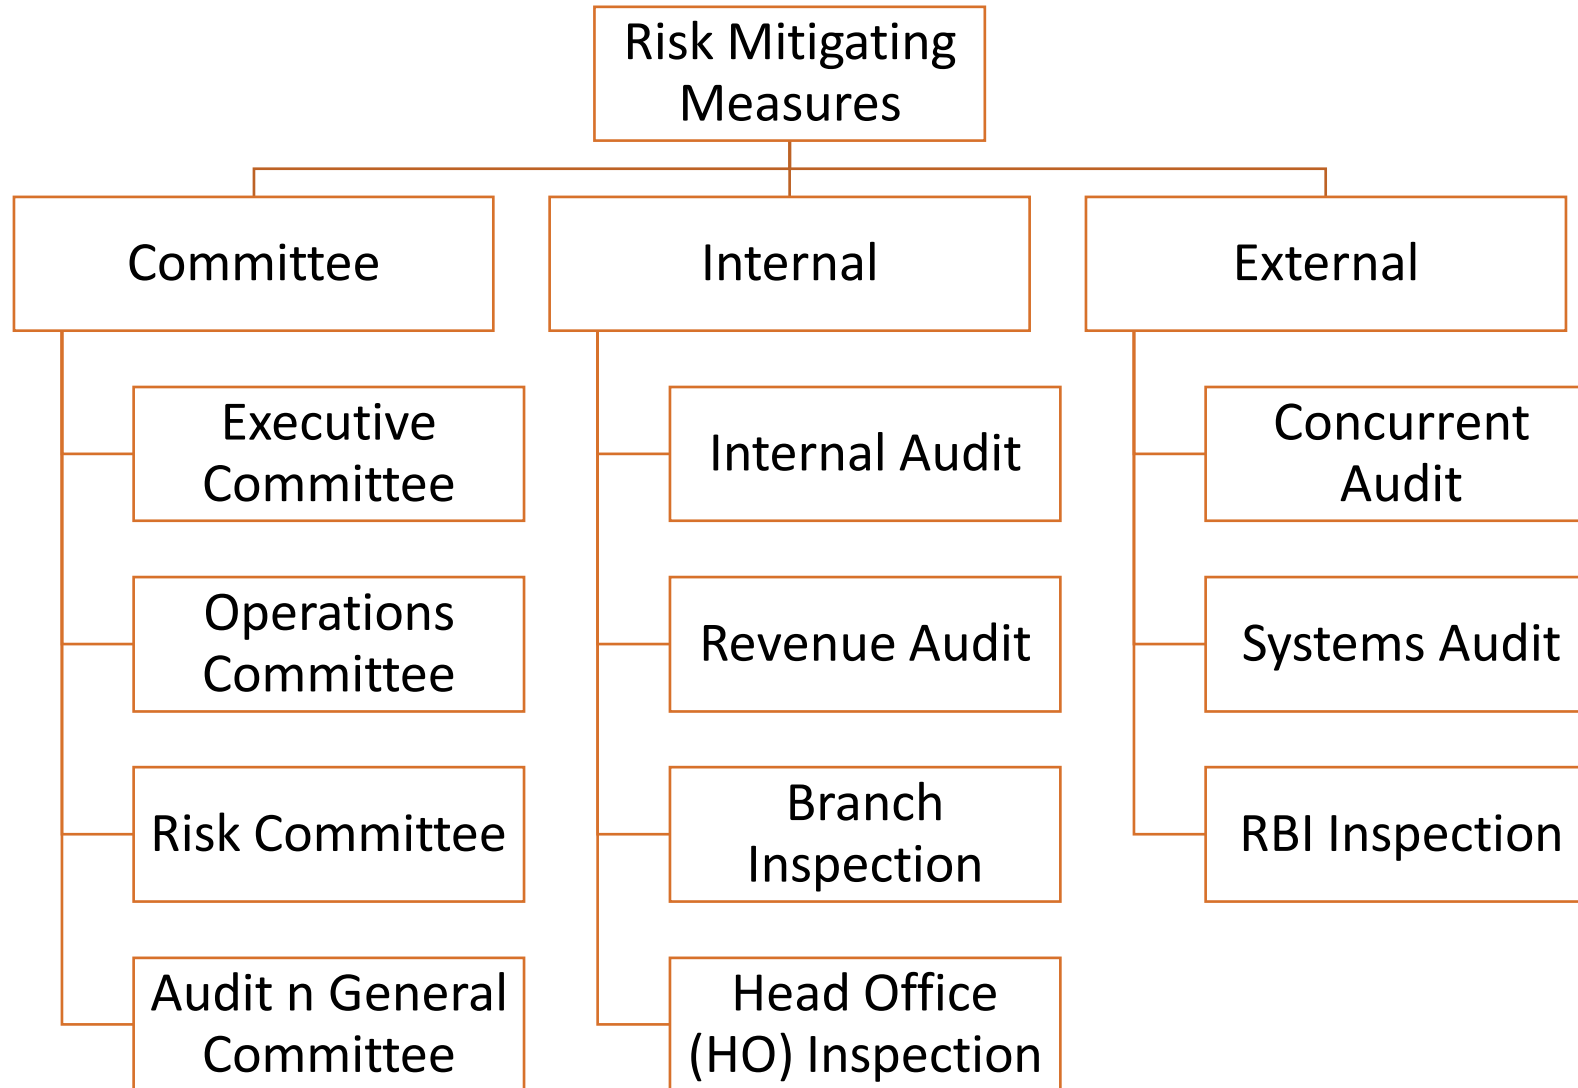 Risk Mitigating
Measures
Committee
Internal
External
Executive
Committee
Operations
Committee
Risk Committee
Audit n General
Committee
Internal Audit
Revenue Audit
Branch
Inspection
Head Office
(HO) Inspection
Concurrent
Audit
Systems Audit
RBI Inspection